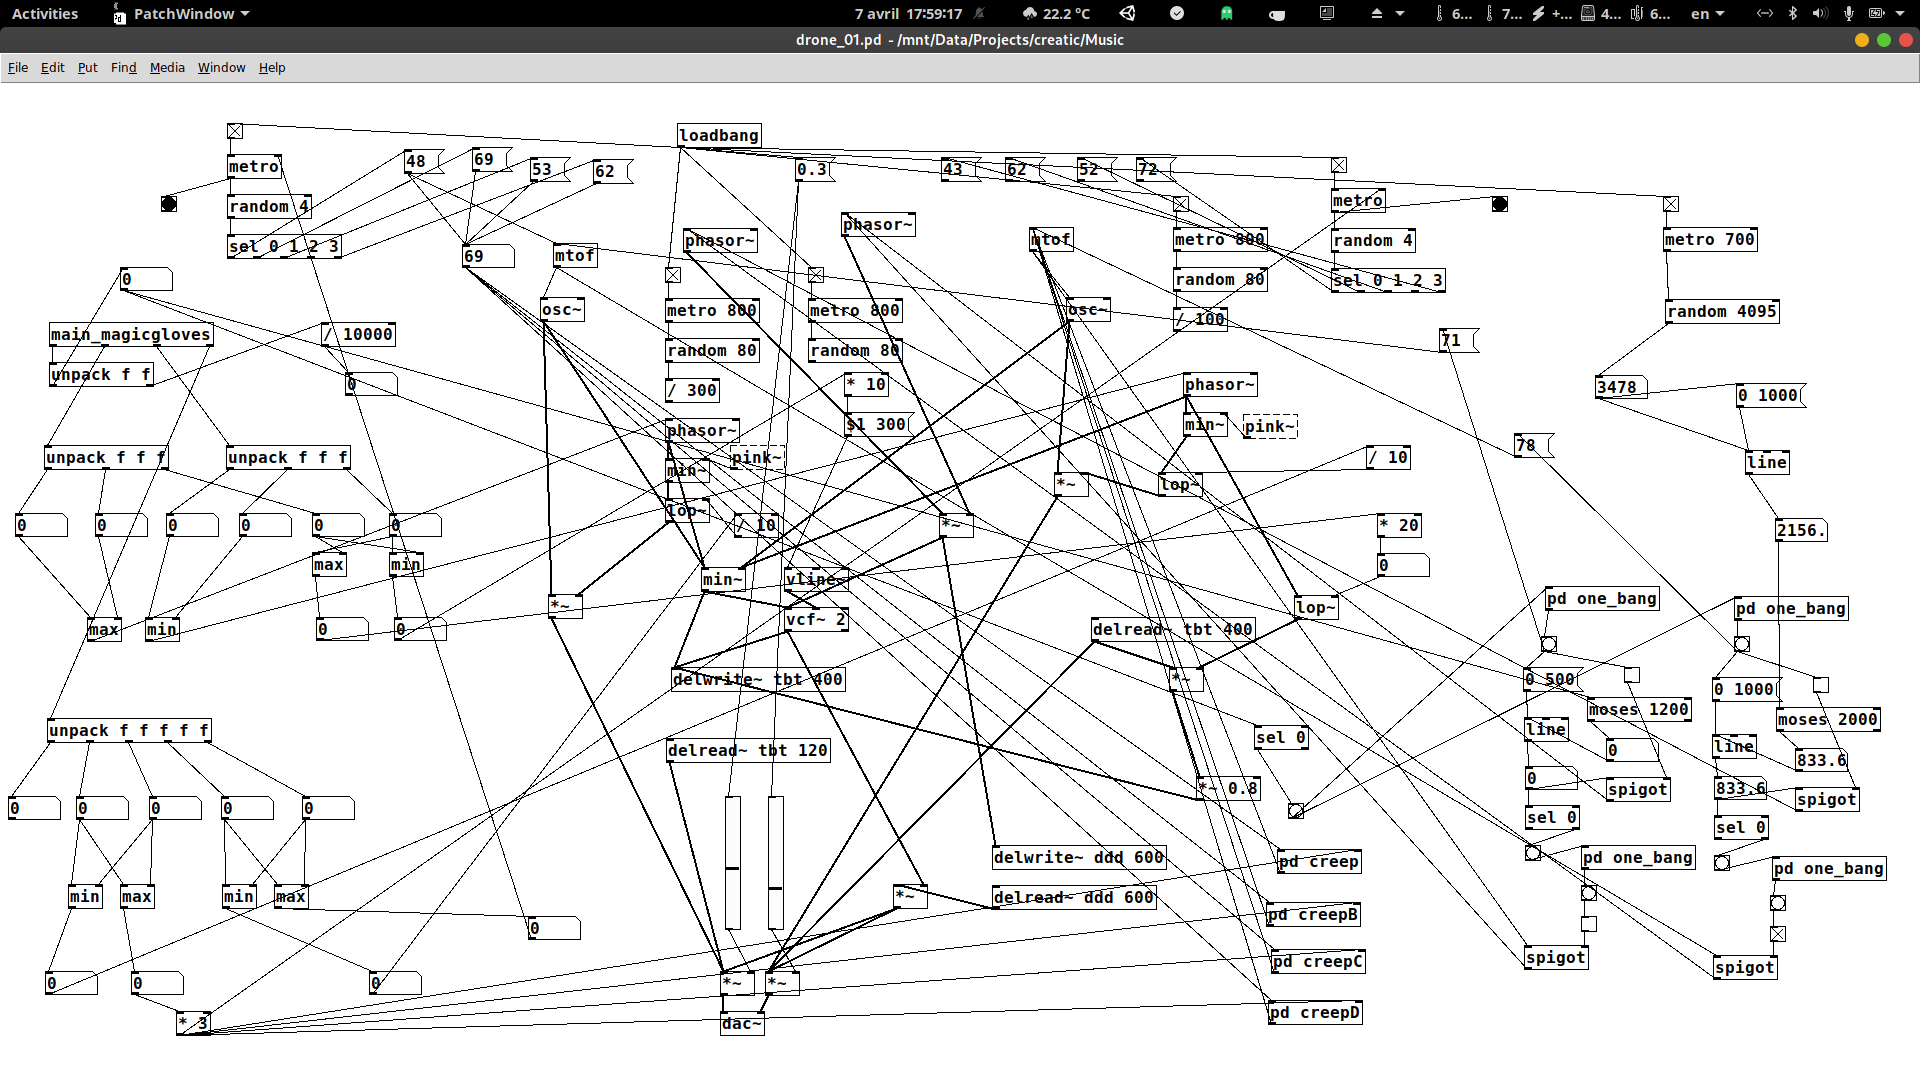 Activities PatchWindow 7 avril 17:59:17 22.2 °C 6... 7... +... 4... 6... en
drone_01.pd - /mnt/Data/Projects/creatic/Music
File Edit Put Find Media Window Help
loadbang
metro 48 69 53 62 0.3 43 62 52 72
metro
random 4
sel 0 1 2 3
69
mtof
phasor~
phasor~
mtof
metro 800
random 4
metro 700
random 80
sel 0 1 2 3
0
osc~
metro 800
metro 800
osc~
/ 100
random 4095
main_magicgloves
/ 10000
random 80
random 80
71
unpack f f
0
/ 300
* 10
phasor~
3478
0 1000
phasor~
$1 300
min~
pink~
78
unpack f f f
unpack f f f
min~
pink~
*~
lop~
/ 10
line
0
0
0
0
0
0
lop~
/ 10
*~
* 20
2156.
max
min
0
min~
vline~
max
min
0
0
*~
vcf~ 2
delread~ tbt 400
lop~
pd one_bang
pd one_bang
delwrite~ tbt 400
*~
0 500
0 1000
moses 1200
moses 2000
unpack f f f f f
delread~ tbt 120
sel 0
line
0
line
833.6
0
0
0
0
0
*~ 0.8
0
spigot
833.6
spigot
sel 0
sel 0
delwrite~ ddd 600
pd creep
pd one_bang
pd one_bang
min
max
min
max
*~
delread~ ddd 600
0
pd creepB
0
0
0
*~
*~
pd creepC
spigot
spigot
* 3
dac~
pd creepD